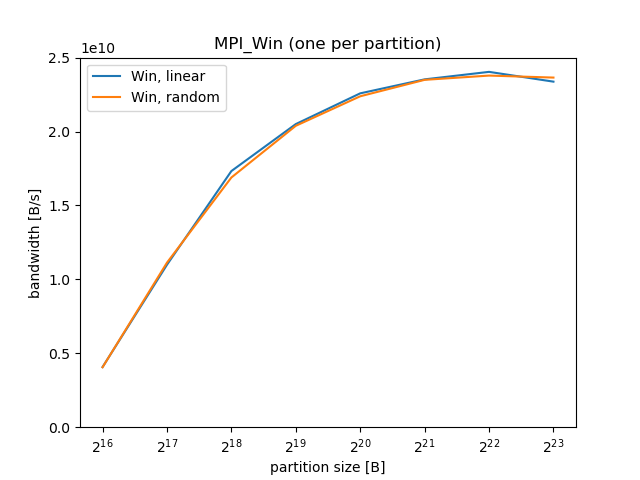 MPI_Win (one per partition)
1e10
2.5
2.0
1.5
1.0
0.5
0.0
bandwidth [B/s]
Win, linear
Win, random
2^16 2^17 2^18 2^19 2^20 2^21 2^22 2^23
partition size [B]